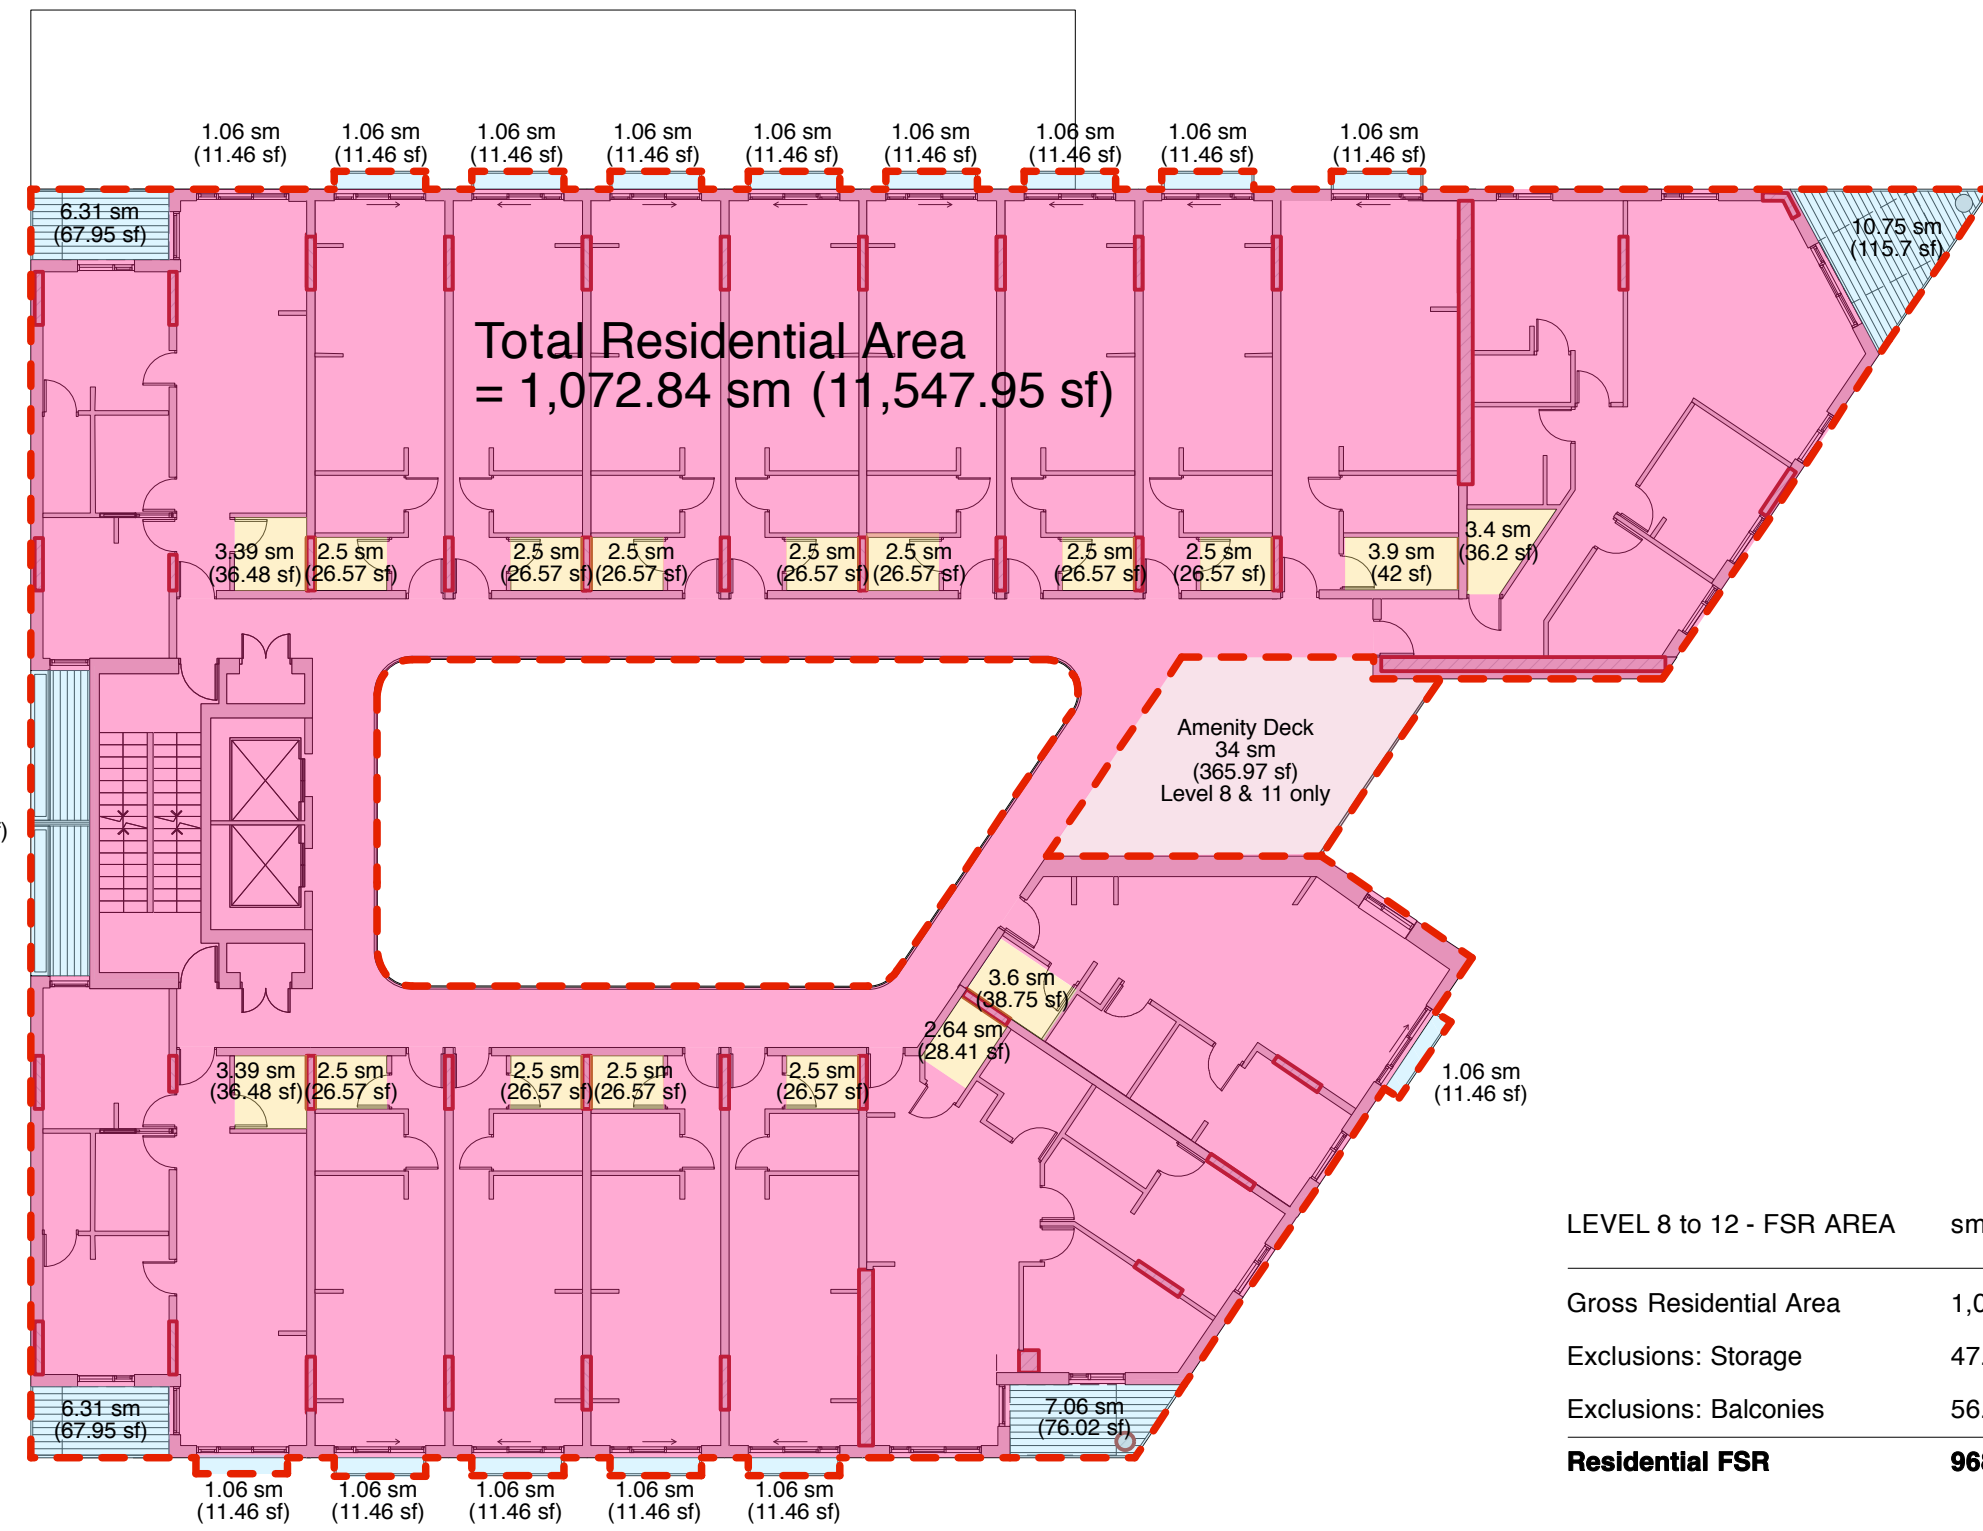 1.06 sm
(11.46 sf)
1.06 sm
(11.46 sf)
1.06 sm
(11.46 sf)
1.06 sm
(11.46 sf)
1.06 sm
(11.46 sf)
1.06 sm
(11.46 sf)
1.06 sm
(11.46 sf)
1.06 sm
(11.46 sf)
1.06 sm
(11.46 sf)
6.31 sm
(67.95 sf)
10.75 sm
(115.7 sf)
Total Residential Area
= 1,072.84 sm (11,547.95 sf)
3.39 sm
(36.48 sf)
2.5 sm
(26.57 sf)
2.5 sm
(26.57 sf)
2.5 sm
(26.57 sf)
2.5 sm
(26.57 sf)
2.5 sm
(26.57 sf)
2.5 sm
(26.57 sf)
2.5 sm
(26.57 sf)
3.9 sm
(42 sf)
3.4 sm
(36.2 sf)
Amenity Deck
34 sm
(365.97 sf)
Level 8 & 11 only
3.6 sm
(38.75 sf)
2.64 sm
(28.41 sf)
3.39 sm
(36.48 sf)
2.5 sm
(26.57 sf)
2.5 sm
(26.57 sf)
2.5 sm
(26.57 sf)
2.5 sm
(26.57 sf)
1.06 sm
(11.46 sf)
6.31 sm
(67.95 sf)
7.06 sm
(76.02 sf)
1.06 sm
(11.46 sf)
1.06 sm
(11.46 sf)
1.06 sm
(11.46 sf)
1.06 sm
(11.46 sf)
1.06 sm
(11.46 sf)
LEVEL 8 to 12 - FSR AREA sm
Gross Residential Area 1,0
Exclusions: Storage 47.
Exclusions: Balconies 56.
Residential FSR 968